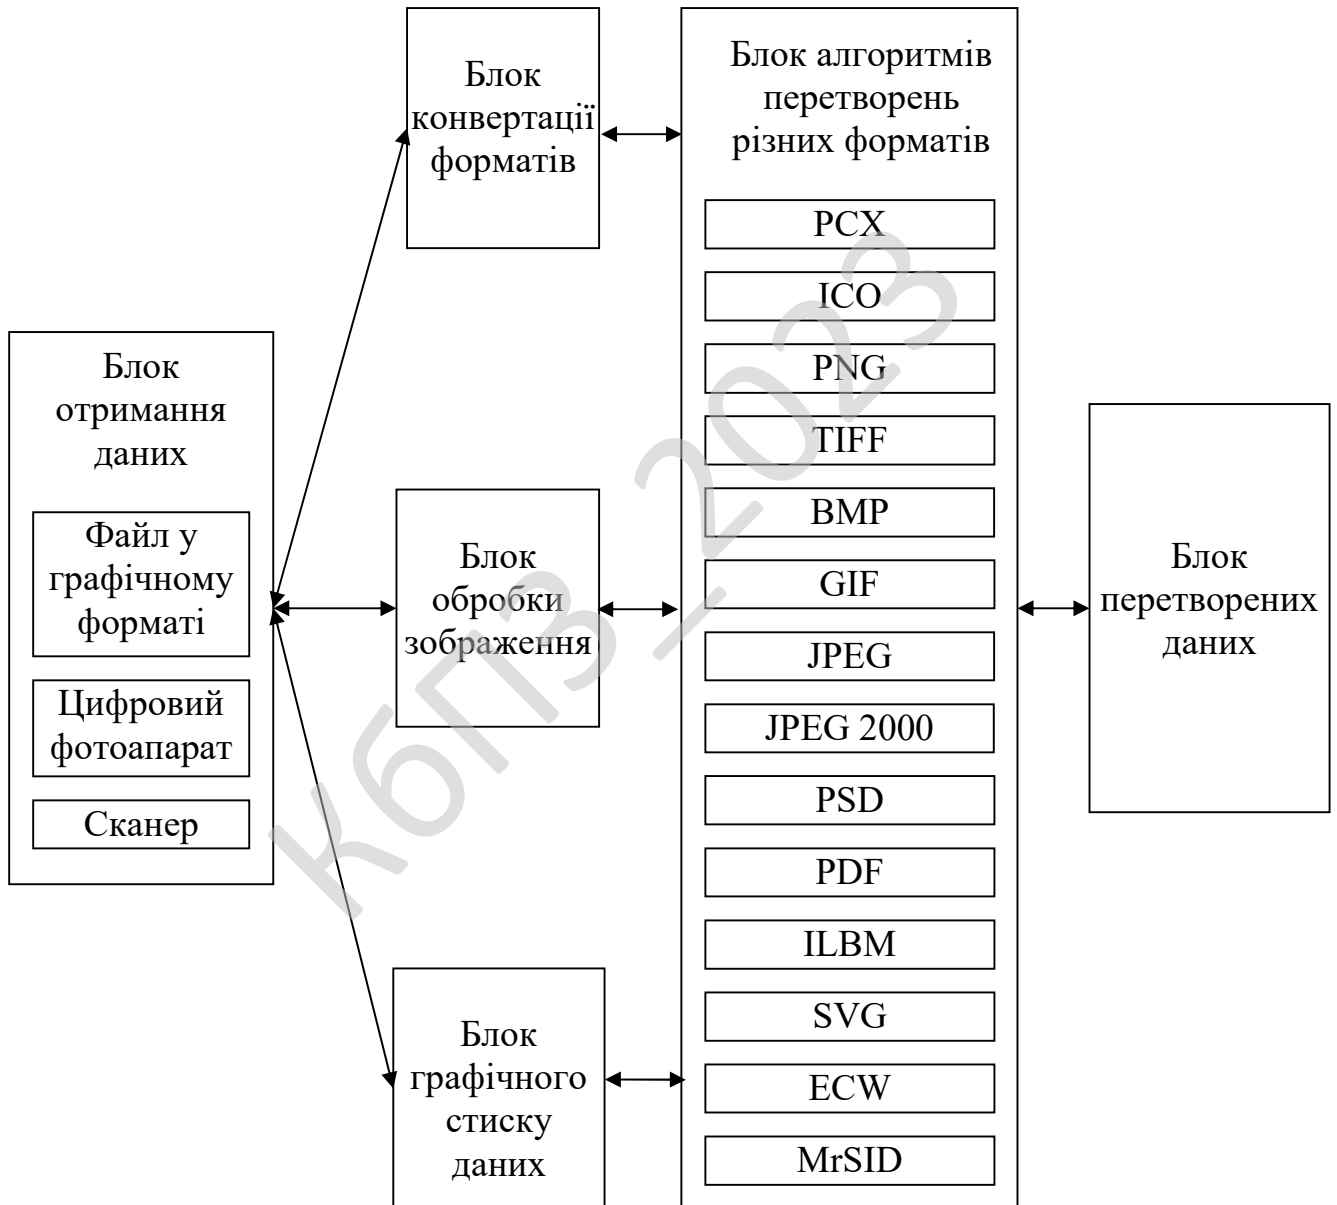 Блок
отримання
даних
Файл у
графічному
форматі
Цифровий
фотоапарат
Сканер
Блок
конвертації
форматів
Блок
обробки
зображення
Блок
графічного
стиску
даних
Блок алгоритмів
перетворень
різних форматів
PCX
ICO
PNG
TIFF
BMP
GIF
JPEG
JPEG 2000
PSD
PDF
ILBM
SVG
ECW
MrSID
Блок
перетворених
даних
КбПЗ_2023